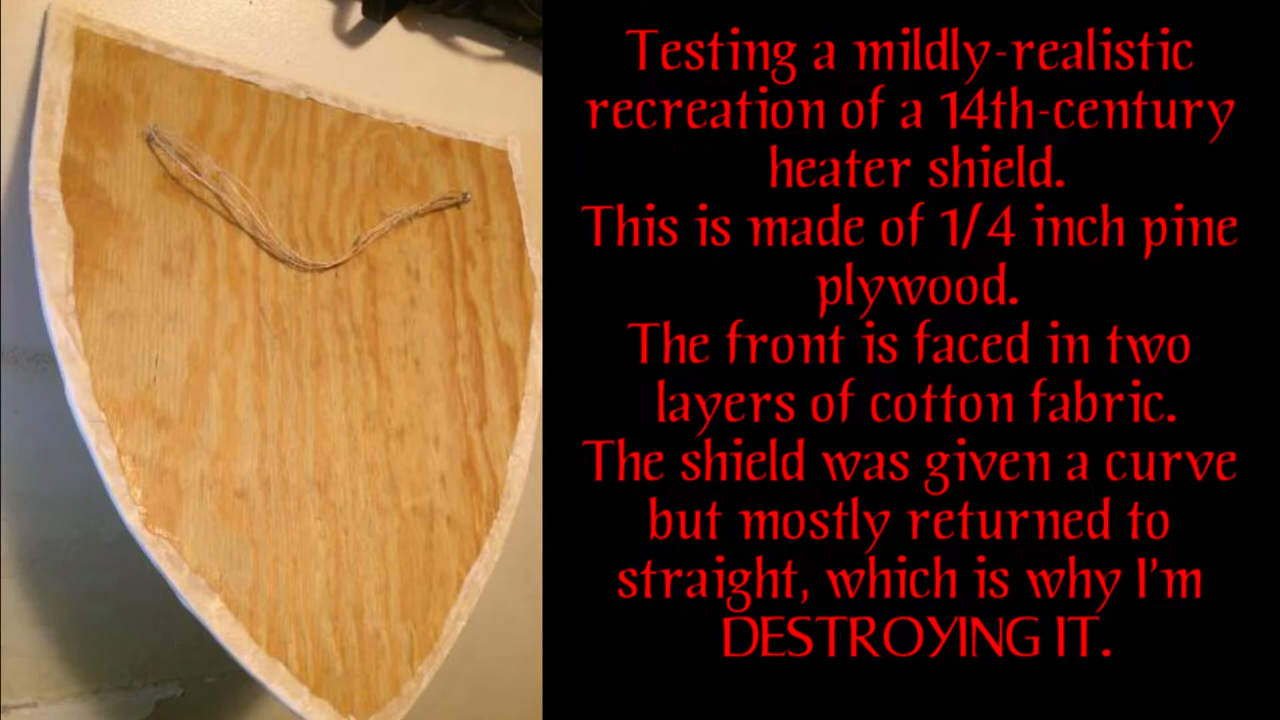 Testing a mildly-realistic
recreation of a 14th-century
heater shield.
This is made of 1/4 inch pine
plywood.
The front is faced in two
layers of cotton fabric.
The shield was given a curve
but mostly returned to
straight, which is why I'm
DESTROYING IT.